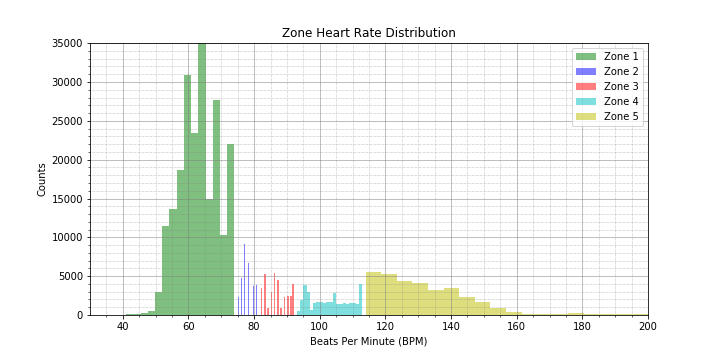 Zone Heart Rate Distribution
35000
30000
25000
20000
15000
10000
5000
0
Counts
Zone 1
Zone 2
Zone 3
Zone 4
Zone 5
40 60 80 100 120 140 160 180 200
Beats Per Minute (BPM)